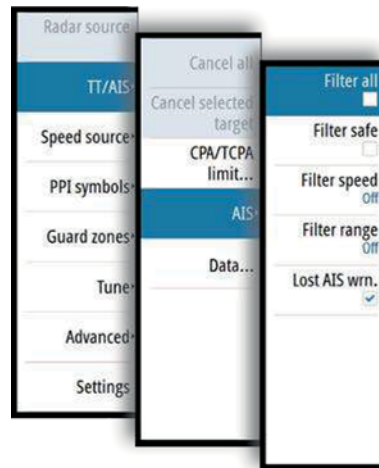 Radar source
TT/AIS
Speed source
PPI symbols
Guard zones
Tune
Advanced
Settings
Cancel all
Cancel selected
target
CPA/TCPA
limit...
AIS
Data...
Filter all
Filter safe
Filter speed
Off
Filter range
Off
Lost AIS wrn.